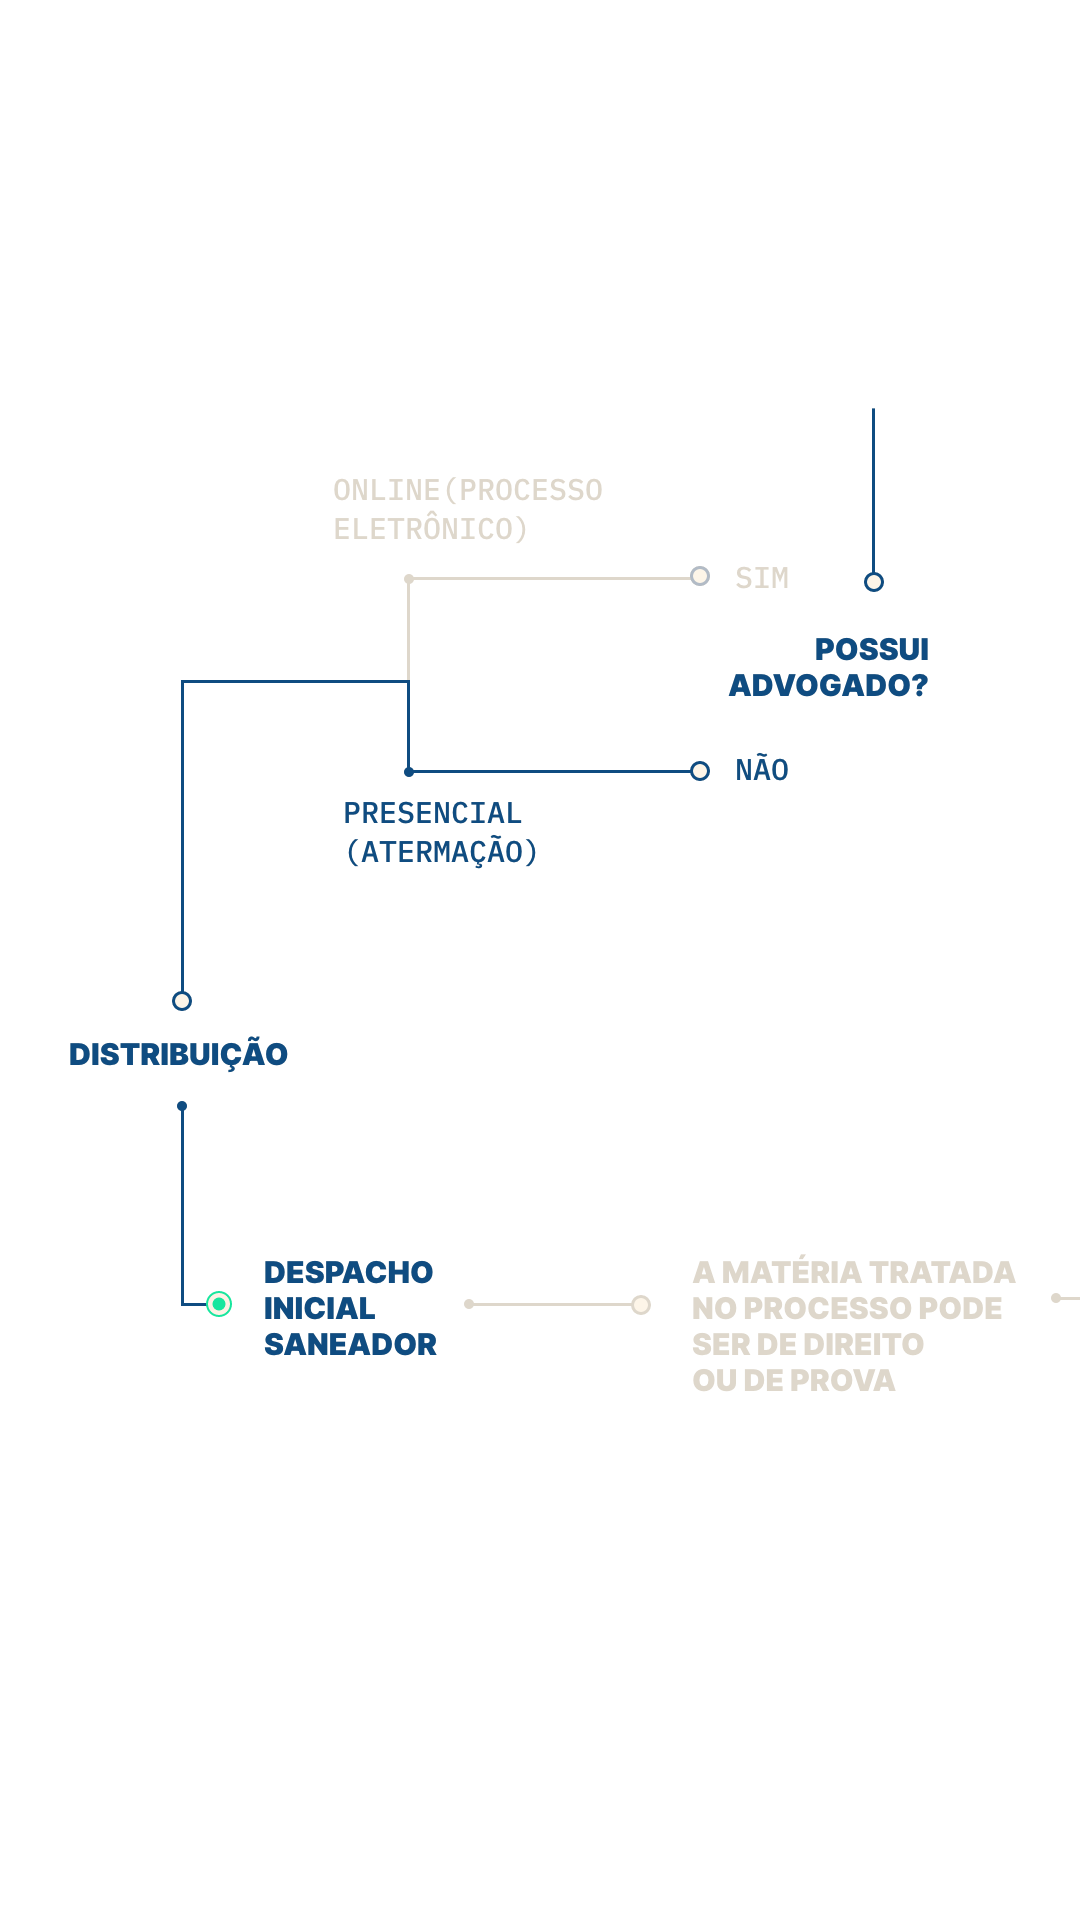 ONLINE(PROCESSO
ELETRÔNICO)
SIM
POSSUI
ADVOGADO?
NÃO
PRESENCIAL
(ATERMAÇÃO)
DISTRIBUIÇÃO
DESPACHO
INICIAL
SANEADOR
A MATÉRIA TRATADA
NO PROCESSO PODE
SER DE DIREITO
OU DE PROVA